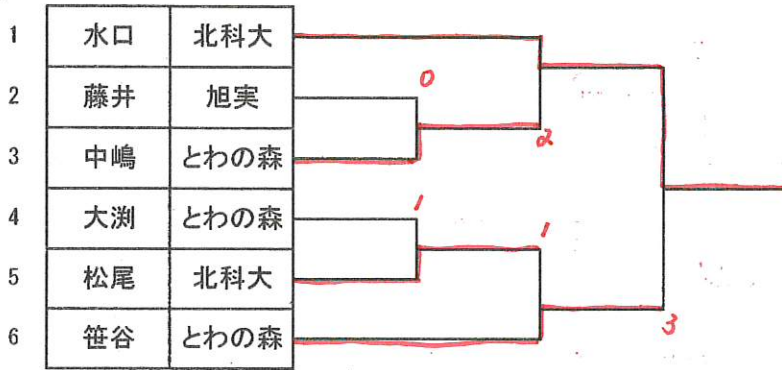 1 水口 北科大
0
2 藤井 旭実
2
3 中嶋 とわの森
1
4 大渕 とわの森
1
5 松尾 北科大
3
6 笹谷 とわの森